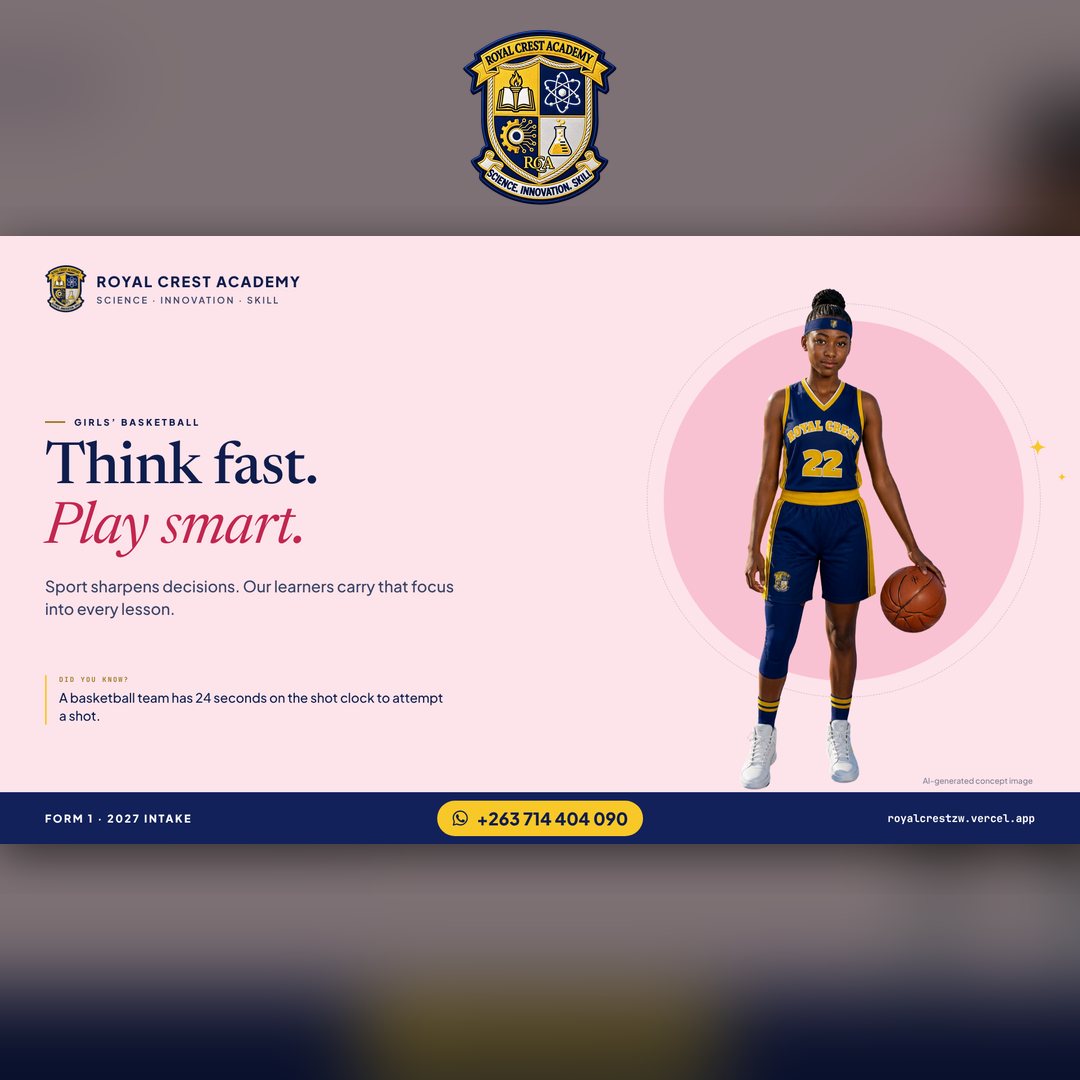 ROYAL CREST ACADEMY
RCA
SCIENCE. INNOVATION. SKILL
ROYAL CREST ACADEMY
SCIENCE · INNOVATION · SKILL
GIRLS’ BASKETBALL
Think fast.
Play smart.
Sport sharpens decisions. Our learners carry that focus
into every lesson.
DID YOU KNOW?
A basketball team has 24 seconds on the shot clock to attempt
a shot.
ROYAL CREST
22
AI-generated concept image
FORM 1 · 2027 INTAKE
+263 714 404 090
royalcrestzw.vercel.app